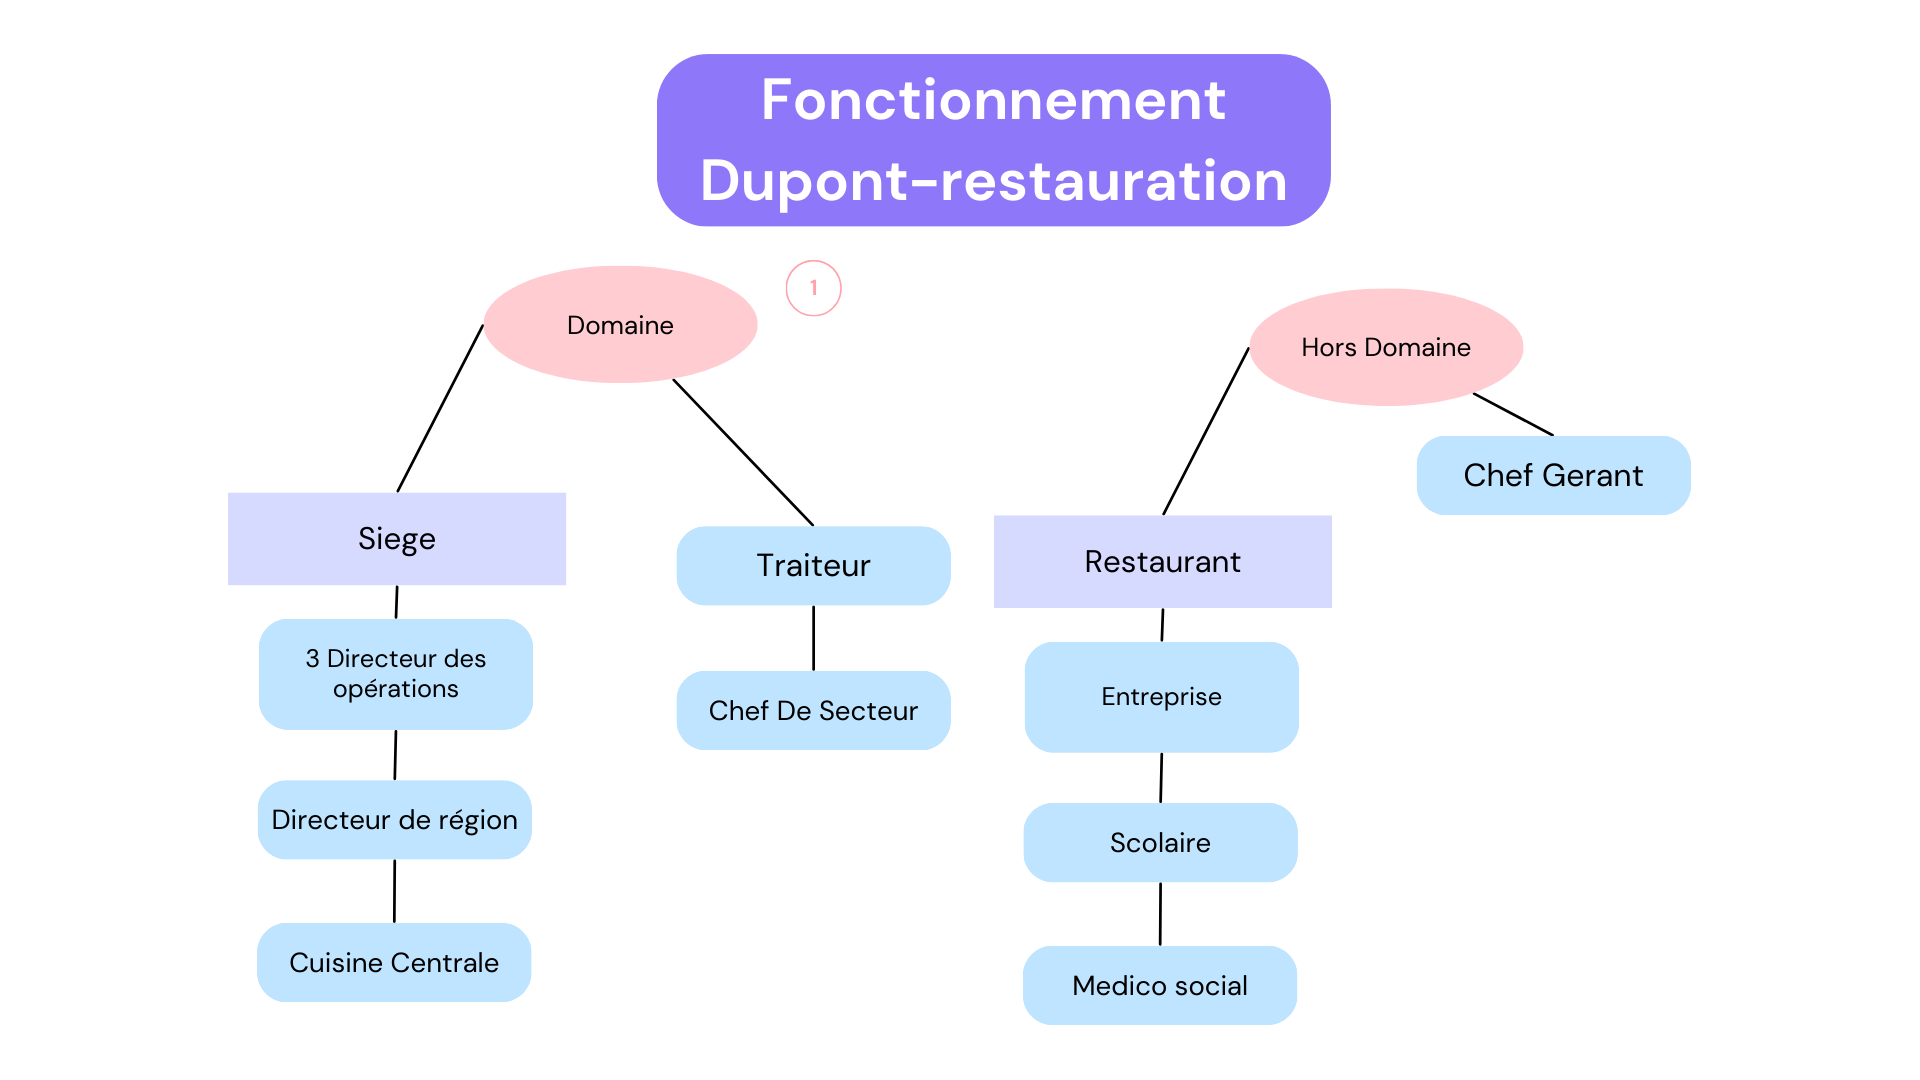 Fonctionnement
Dupont-restauration
Domaine
1
Hors Domaine
Chef Gerant
Siege
Traiteur
Restaurant
3 Directeur des
opérations
Chef De Secteur
Entreprise
Directeur de région
Scolaire
Cuisine Centrale
Medico social